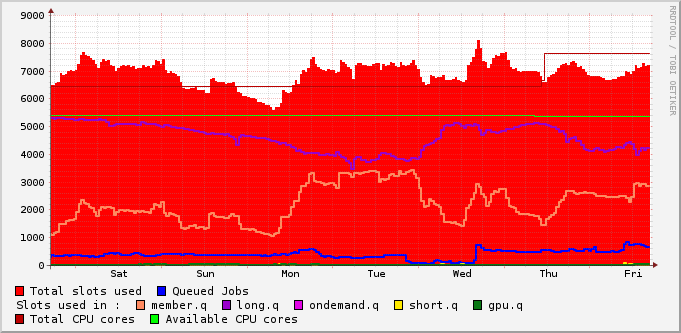 9000
8000
7000
6000
5000
4000
3000
2000
1000
0
Sat Sun Mon Tue Wed Thu Fri
RRDTOOL / TOBI OETIKER
Total slots used Queued Jobs
Slots used in : member.q long.q ondemand.q short.q gpu.q
Total CPU cores Available CPU cores